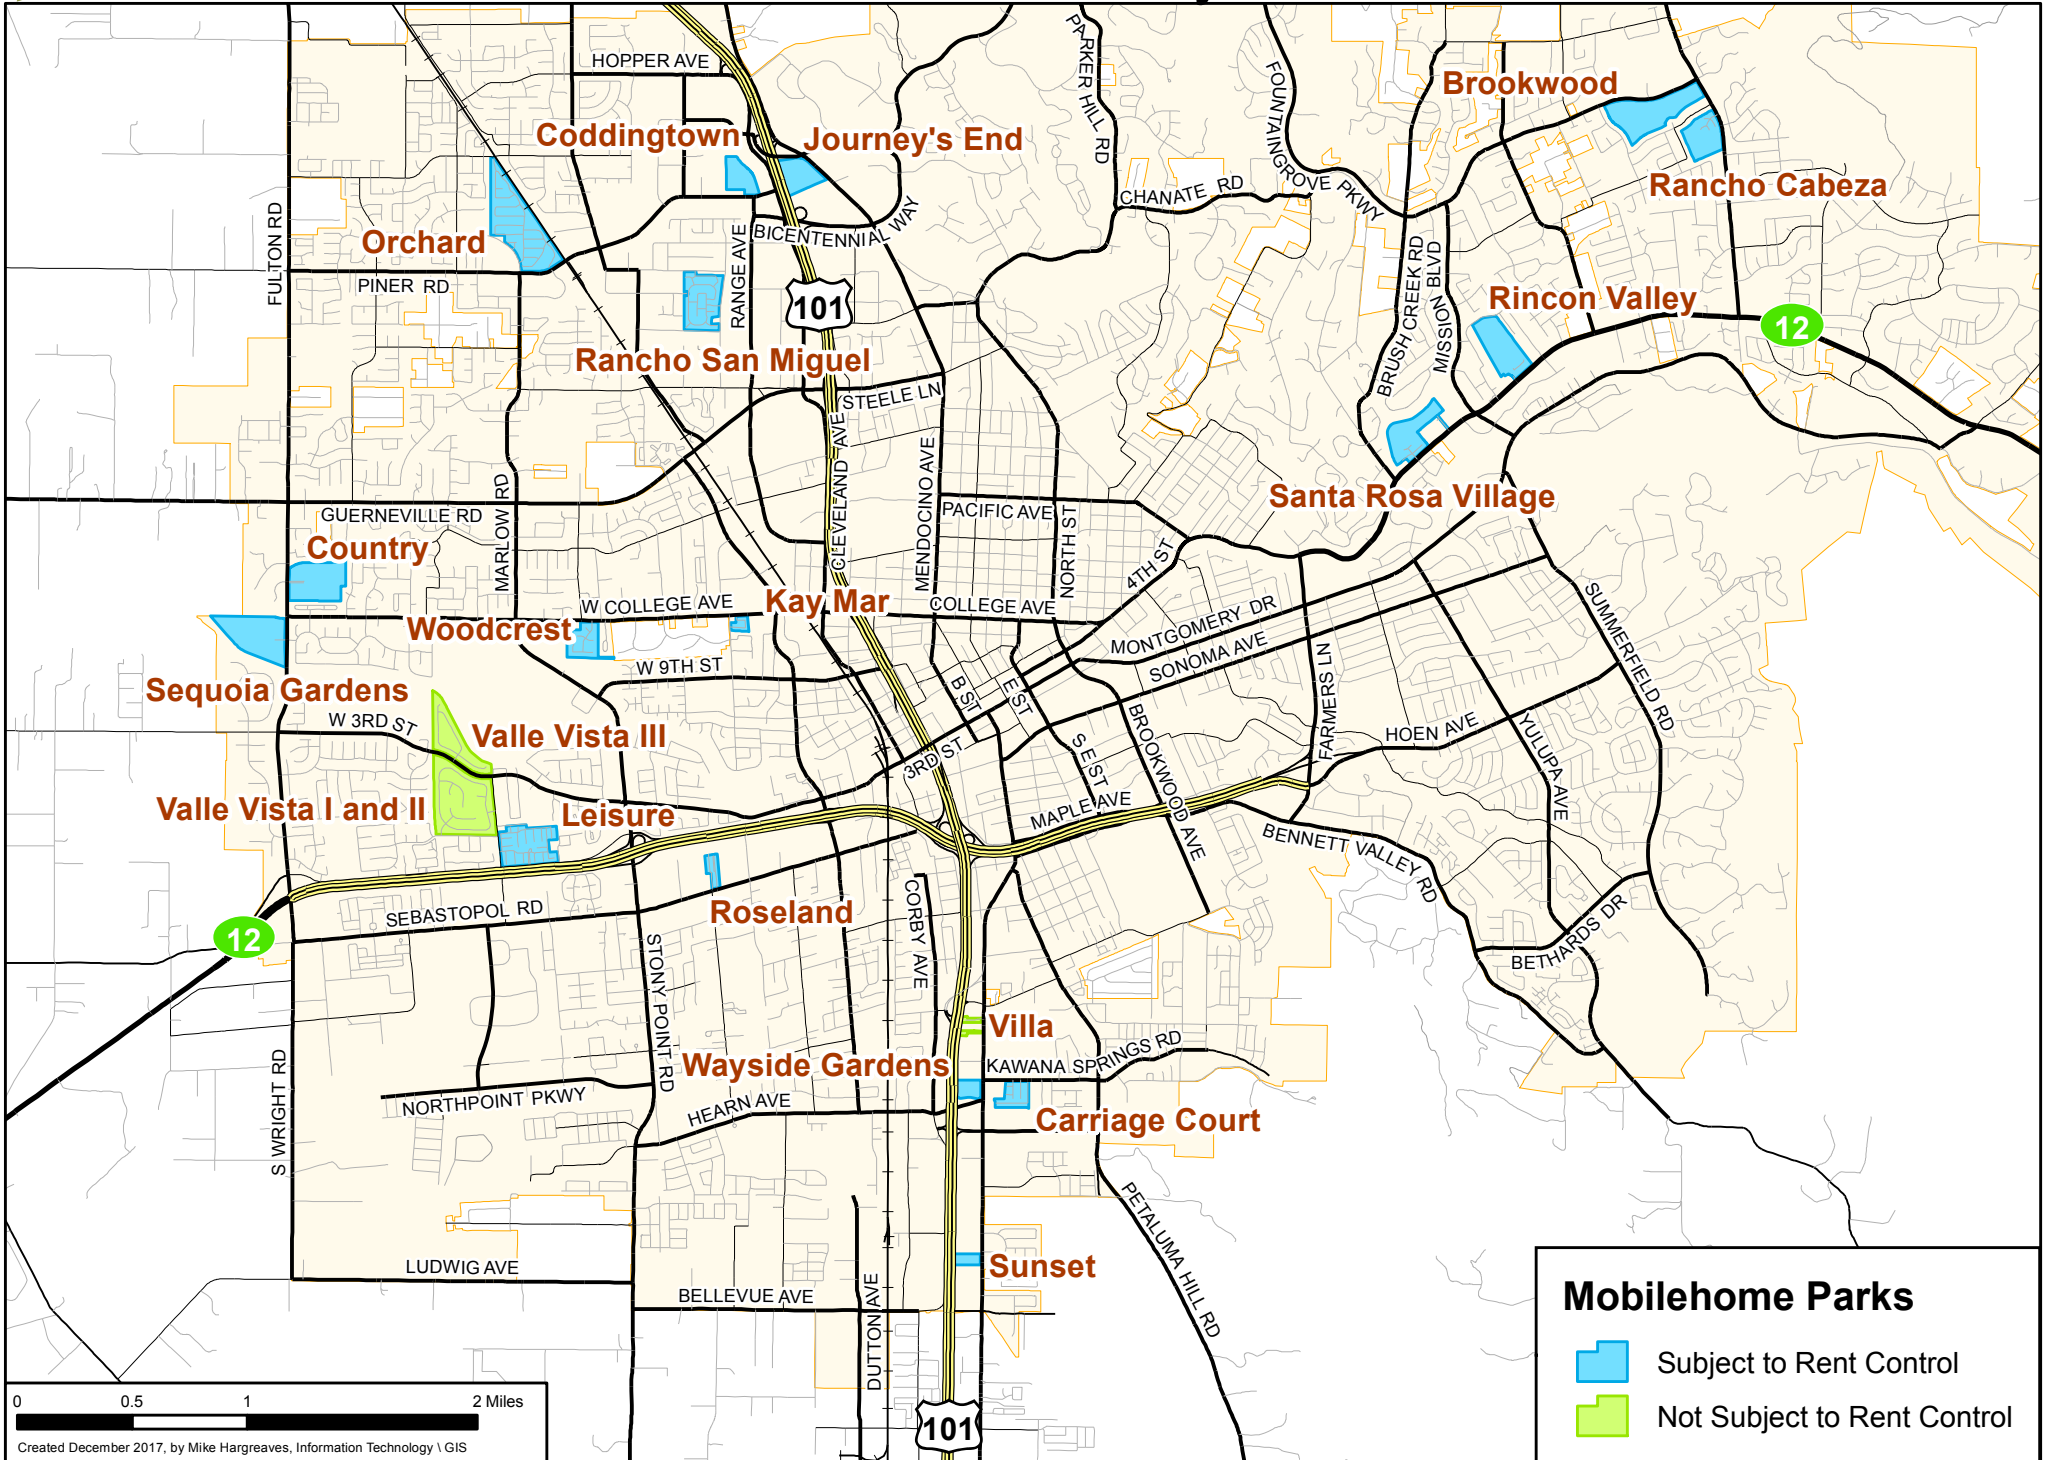 HOPPER AVE
PARKER HILL RD
FOUNTAINGROVE PKWY
Brookwood
Coddingtown
Journey's End
CHANATE RD
Rancho Cabeza
FULTON RD
Orchard
BICENTENNIAL WAY
RANGE AVE
PINER RD
101
BRUSH CREEK RD
MISSION BLVD
Rincon Valley
12
Rancho San Miguel
STEELE LN
CLEVELAND AVE
MENDOCINO AVE
MARLOW RD
GUERNEVILLE RD
PACIFIC AVE
NORTH ST
Santa Rosa Village
Country
4TH ST
W COLLEGE AVE
Kay Mar
COLLEGE AVE
Woodcrest
MONTGOMERY DR
SONOMA AVE
SUMMERFIELD RD
W 9TH ST
FARMERS LN
Sequoia Gardens
B ST
E ST
W 3RD ST
Valle Vista III
3RD ST
S E ST
BROOKWOOD AVE
HOEN AVE
YULUPA AVE
Valle Vista I and II
Leisure
MAPLE AVE
BENNETT VALLEY RD
Roseland
SEBASTOPOL RD
CORBY AVE
12
BETHARDS DR
STONY POINT RD
Villa
Wayside Gardens
KAWANA SPRINGS RD
S WRIGHT RD
NORTHPOINT PKWY
HEARN AVE
Carriage Court
PETALUMA HILL RD
LUDWIG AVE
Sunset
BELLEVUE AVE
DUTTON AVE
101
Mobilehome Parks
Subject to Rent Control
Not Subject to Rent Control
0 0.5 1 2 Miles
Created December 2017, by Mike Hargreaves, Information Technology \ GIS